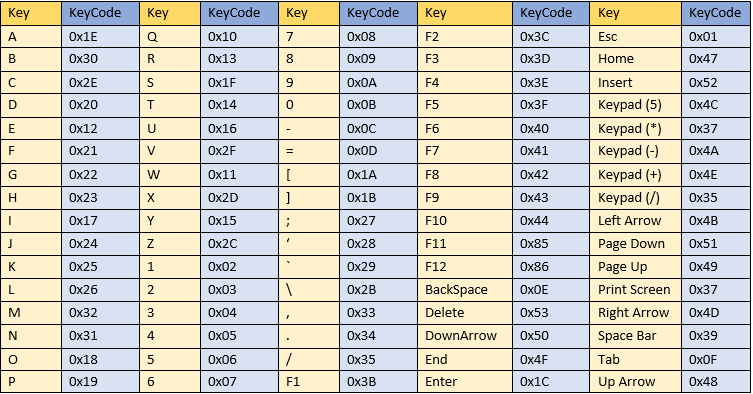 Key KeyCode Key KeyCode Key KeyCode Key KeyCode Key KeyCode
A 0x1E Q 0x10 7 0x08 F2 0x3C Esc 0x01
B 0x30 R 0x13 8 0x09 F3 0x3D Home 0x47
C 0x2E S 0x1F 9 0x0A F4 0x3E Insert 0x52
D 0x20 T 0x14 0 0x0B F5 0x3F Keypad (5) 0x4C
E 0x12 U 0x16 - 0x0C F6 0x40 Keypad (*) 0x37
F 0x21 V 0x2F = 0x0D F7 0x41 Keypad (-) 0x4A
G 0x22 W 0x11 [ 0x1A F8 0x42 Keypad (+) 0x4E
H 0x23 X 0x2D ] 0x1B F9 0x43 Keypad (/) 0x35
I 0x17 Y 0x15 ; 0x27 F10 0x44 Left Arrow 0x4B
J 0x24 Z 0x2C ‘ 0x28 F11 0x85 Page Down 0x51
K 0x25 1 0x02 ` 0x29 F12 0x86 Page Up 0x49
L 0x26 2 0x03 \ 0x2B BackSpace 0x0E Print Screen 0x37
M 0x32 3 0x04 , 0x33 Delete 0x53 Right Arrow 0x4D
N 0x31 4 0x05 . 0x34 DownArrow 0x50 Space Bar 0x39
O 0x18 5 0x06 / 0x35 End 0x4F Tab 0x0F
P 0x19 6 0x07 F1 0x3B Enter 0x1C Up Arrow 0x48